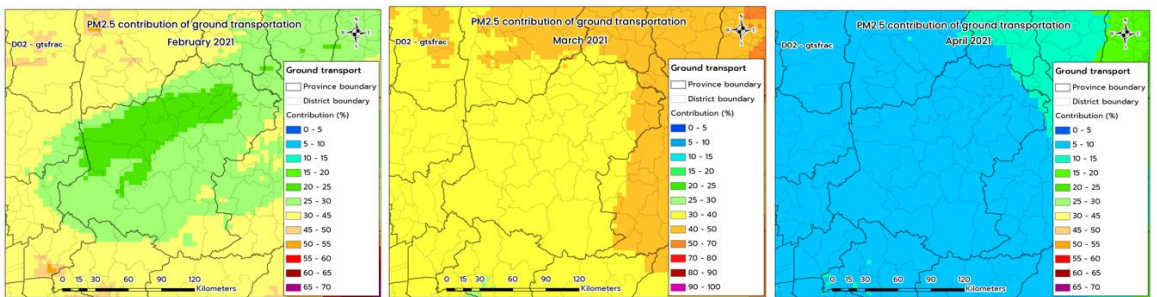 PM2.5 contribution of ground transportation
February 2021
D02 - gtsfrac
Ground transport
Province boundary
District boundary
Contribution (%)
0 - 5
5 - 10
10 - 15
15 - 20
20 - 25
25 - 30
30 - 45
45 - 50
50 - 55
55 - 60
60 - 65
65 - 70
0 15 30 60 90 120
Kilometers
PM2.5 contribution of ground transportation
March 2021
D02 - gtsfrac
Ground transport
Province boundary
District boundary
Contribution (%)
0 - 5
5 - 10
10 - 15
15 - 20
20 - 25
25 - 30
30 - 40
40 - 50
50 - 70
70 - 80
80 - 90
90 - 100
0 15 30 60 90 120
Kilometers
PM2.5 contribution of ground transportation
April 2021
D02 - gtsfrac
Ground transport
Province boundary
District boundary
Contribution (%)
0 - 5
5 - 10
10 - 15
15 - 20
20 - 25
25 - 30
30 - 45
45 - 50
50 - 55
55 - 60
60 - 65
65 - 70
0 15 30 60 90 120
Kilometers